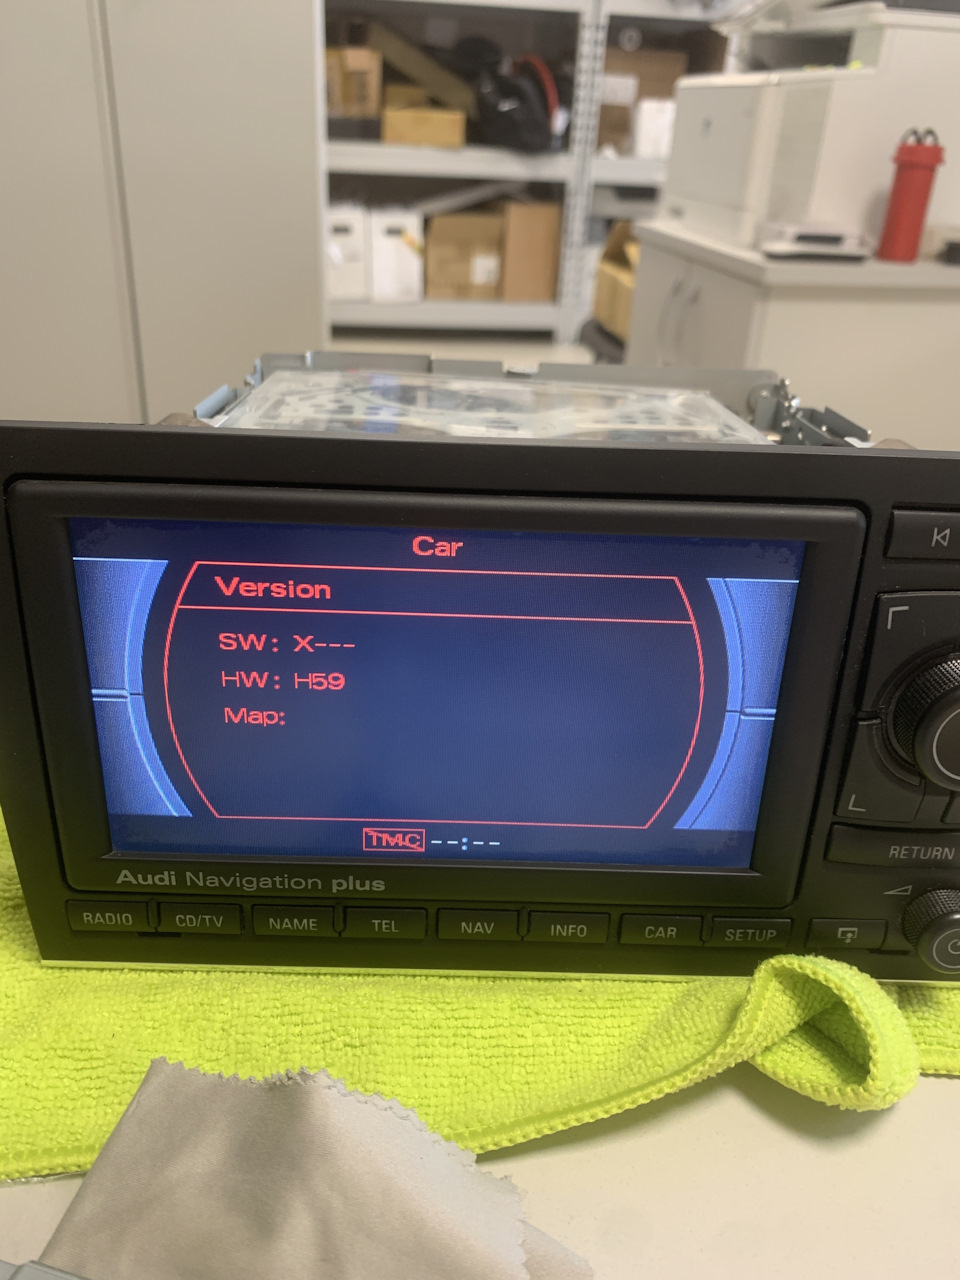 Car
Version
SW: X---
HW: H59
Map:
TMC --:--
Audi Navigation plus
RADIO CD/TV NAME TEL NAV INFO CAR SETUP
RETURN